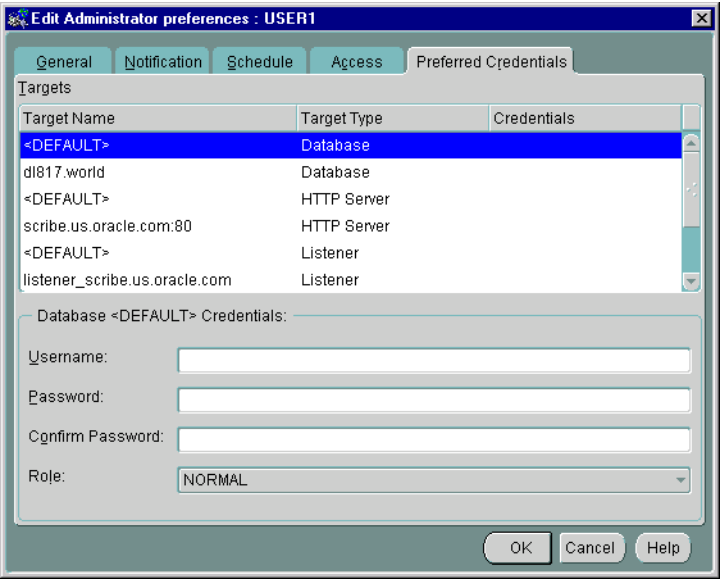 Edit Administrator preferences : USER1
General Notification Schedule Access Preferred Credentials
Targets
Target Name Target Type Credentials
<DEFAULT> Database
dl817.world Database
<DEFAULT> HTTP Server
scribe.us.oracle.com:80 HTTP Server
<DEFAULT> Listener
listener_scribe.us.oracle.com Listener
Database <DEFAULT> Credentials:
Username:
Password:
Confirm Password:
Role: NORMAL
OK Cancel Help